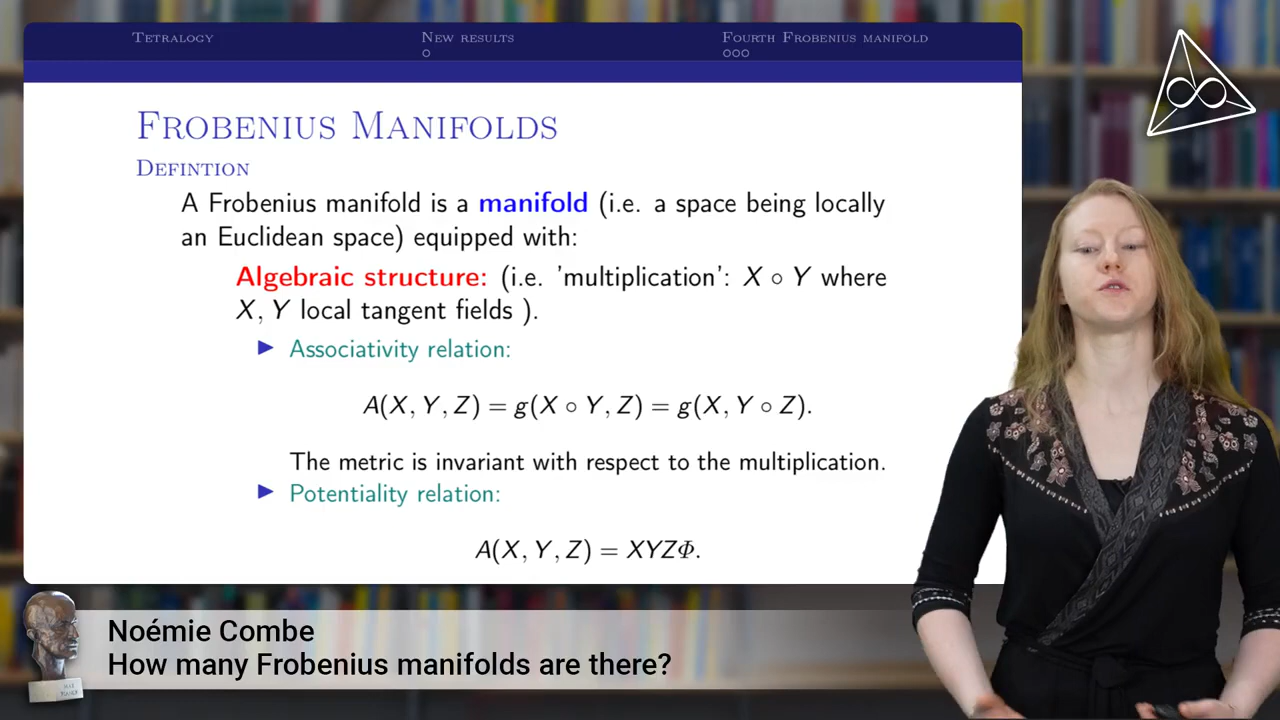 TETRALOGY
NEW RESULTS
FOURTH FROBENIUS MANIFOLD
FROBENIUS MANIFOLDS
DEFINTION
A Frobenius manifold is a manifold (i.e. a space being locally
an Euclidean space) equipped with:
Algebraic structure: (i.e. 'multiplication': X ∘ Y where
X, Y local tangent fields ).
▶ Associativity relation:
A(X, Y, Z) = g(X ∘ Y, Z) = g(X, Y ∘ Z).
The metric is invariant with respect to the multiplication.
▶ Potentiality relation:
A(X, Y, Z) = XYZΦ.
Noémie Combe
How many Frobenius manifolds are there?